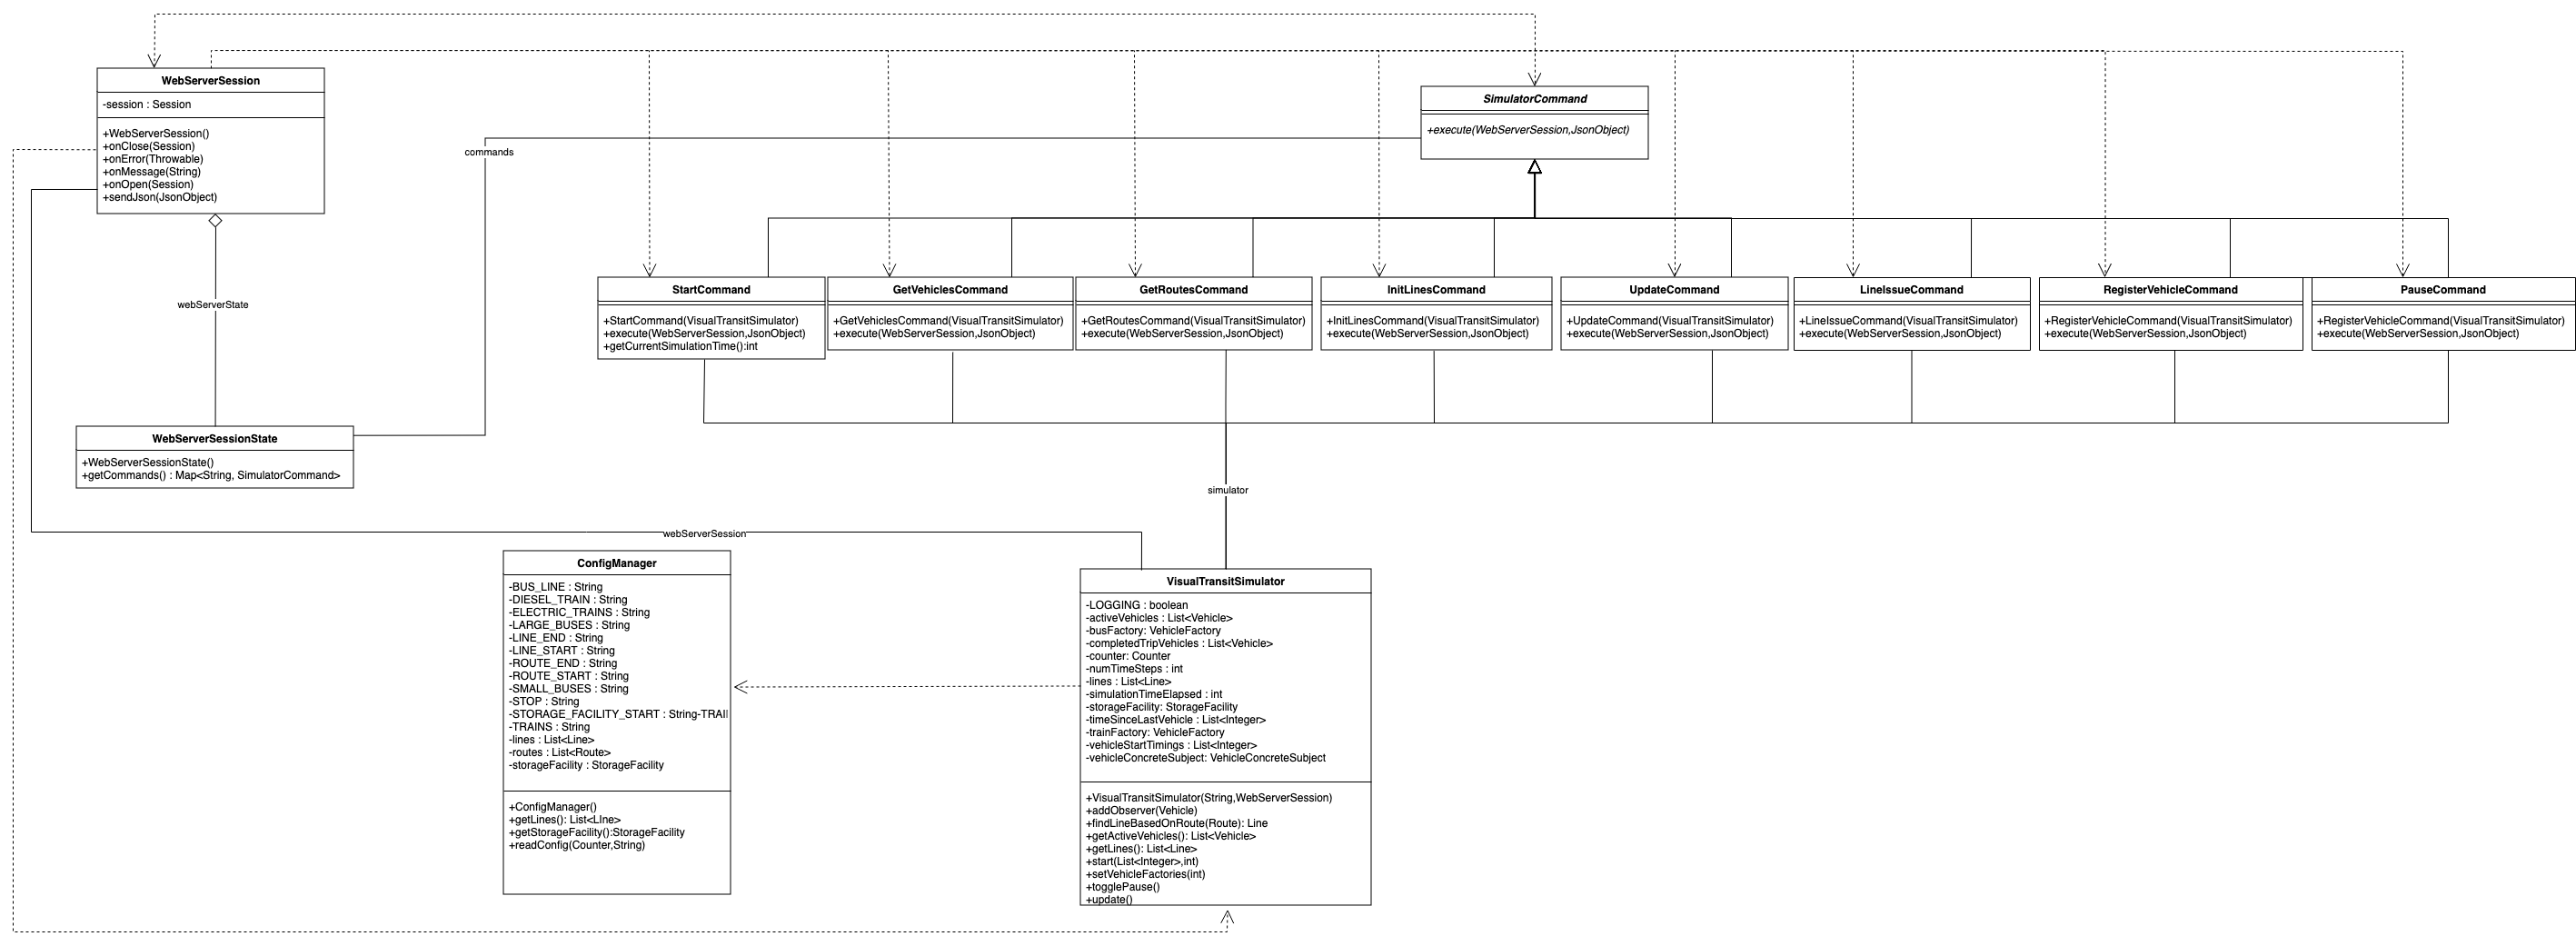 WebServerSession
-session : Session
+WebServerSession()
+onClose(Session)
+onError(Throwable)
+onMessage(String)
+onOpen(Session)
+sendJson(JsonObject)
SimulatorCommand
+execute(WebServerSession,JsonObject)
commands
webServerState
StartCommand
+StartCommand(VisualTransitSimulator)
+execute(WebServerSession,JsonObject)
+getCurrentSimulationTime():int
GetVehiclesCommand
+GetVehiclesCommand(VisualTransitSimulator)
+execute(WebServerSession,JsonObject)
GetRoutesCommand
+GetRoutesCommand(VisualTransitSimulator)
+execute(WebServerSession,JsonObject)
InitLinesCommand
+InitLinesCommand(VisualTransitSimulator)
+execute(WebServerSession,JsonObject)
UpdateCommand
+UpdateCommand(VisualTransitSimulator)
+execute(WebServerSession,JsonObject)
LineIssueCommand
+LineIssueCommand(VisualTransitSimulator)
+execute(WebServerSession,JsonObject)
RegisterVehicleCommand
+RegisterVehicleCommand(VisualTransitSimulator)
+execute(WebServerSession,JsonObject)
PauseCommand
+RegisterVehicleCommand(VisualTransitSimulator)
+execute(WebServerSession,JsonObject)
WebServerSessionState
+WebServerSessionState()
+getCommands() : Map<String, SimulatorCommand>
simulator
webServerSession
ConfigManager
-BUS_LINE : String
-DIESEL_TRAIN : String
-ELECTRIC_TRAINS : String
-LARGE_BUSES : String
-LINE_END : String
-LINE_START : String
-ROUTE_END : String
-ROUTE_START : String
-SMALL_BUSES : String
-STOP : String
-STORAGE_FACILITY_START : String-TRAI
-TRAINS : String
-lines : List<Line>
-routes : List<Route>
-storageFacility : StorageFacility
+ConfigManager()
+getLines(): List<LIne>
+getStorageFacility():StorageFacility
+readConfig(Counter,String)
VisualTransitSimulator
-LOGGING : boolean
-activeVehicles : List<Vehicle>
-busFactory: VehicleFactory
-completedTripVehicles : List<Vehicle>
-counter: Counter
-numTimeSteps : int
-lines : List<Line>
-simulationTimeElapsed : int
-storageFacility: StorageFacility
-timeSinceLastVehicle : List<Integer>
-trainFactory: VehicleFactory
-vehicleStartTimings : List<Integer>
-vehicleConcreteSubject: VehicleConcreteSubject
+VisualTransitSimulator(String,WebServerSession)
+addObserver(Vehicle)
+findLineBasedOnRoute(Route): Line
+getActiveVehicles(): List<Vehicle>
+getLines(): List<Line>
+start(List<Integer>,int)
+setVehicleFactories(int)
+togglePause()
+update()